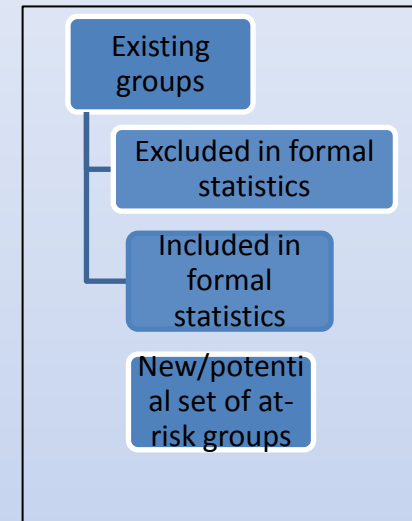 Existing
groups
Excluded in formal
statistics
Included in
formal
statistics
New/potenti
al set of at-
risk groups